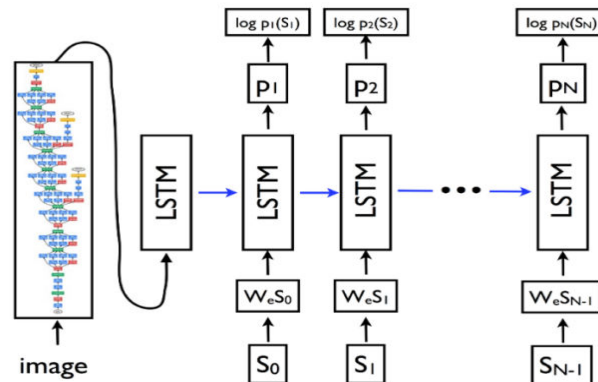 log p₁(S₁) log p₂(S₂) log pN(SN)
p₁ p₂ pN
LSTM LSTM LSTM LSTM
WeS₀ WeS₁ WeSN-1
image S₀ S₁ SN-1